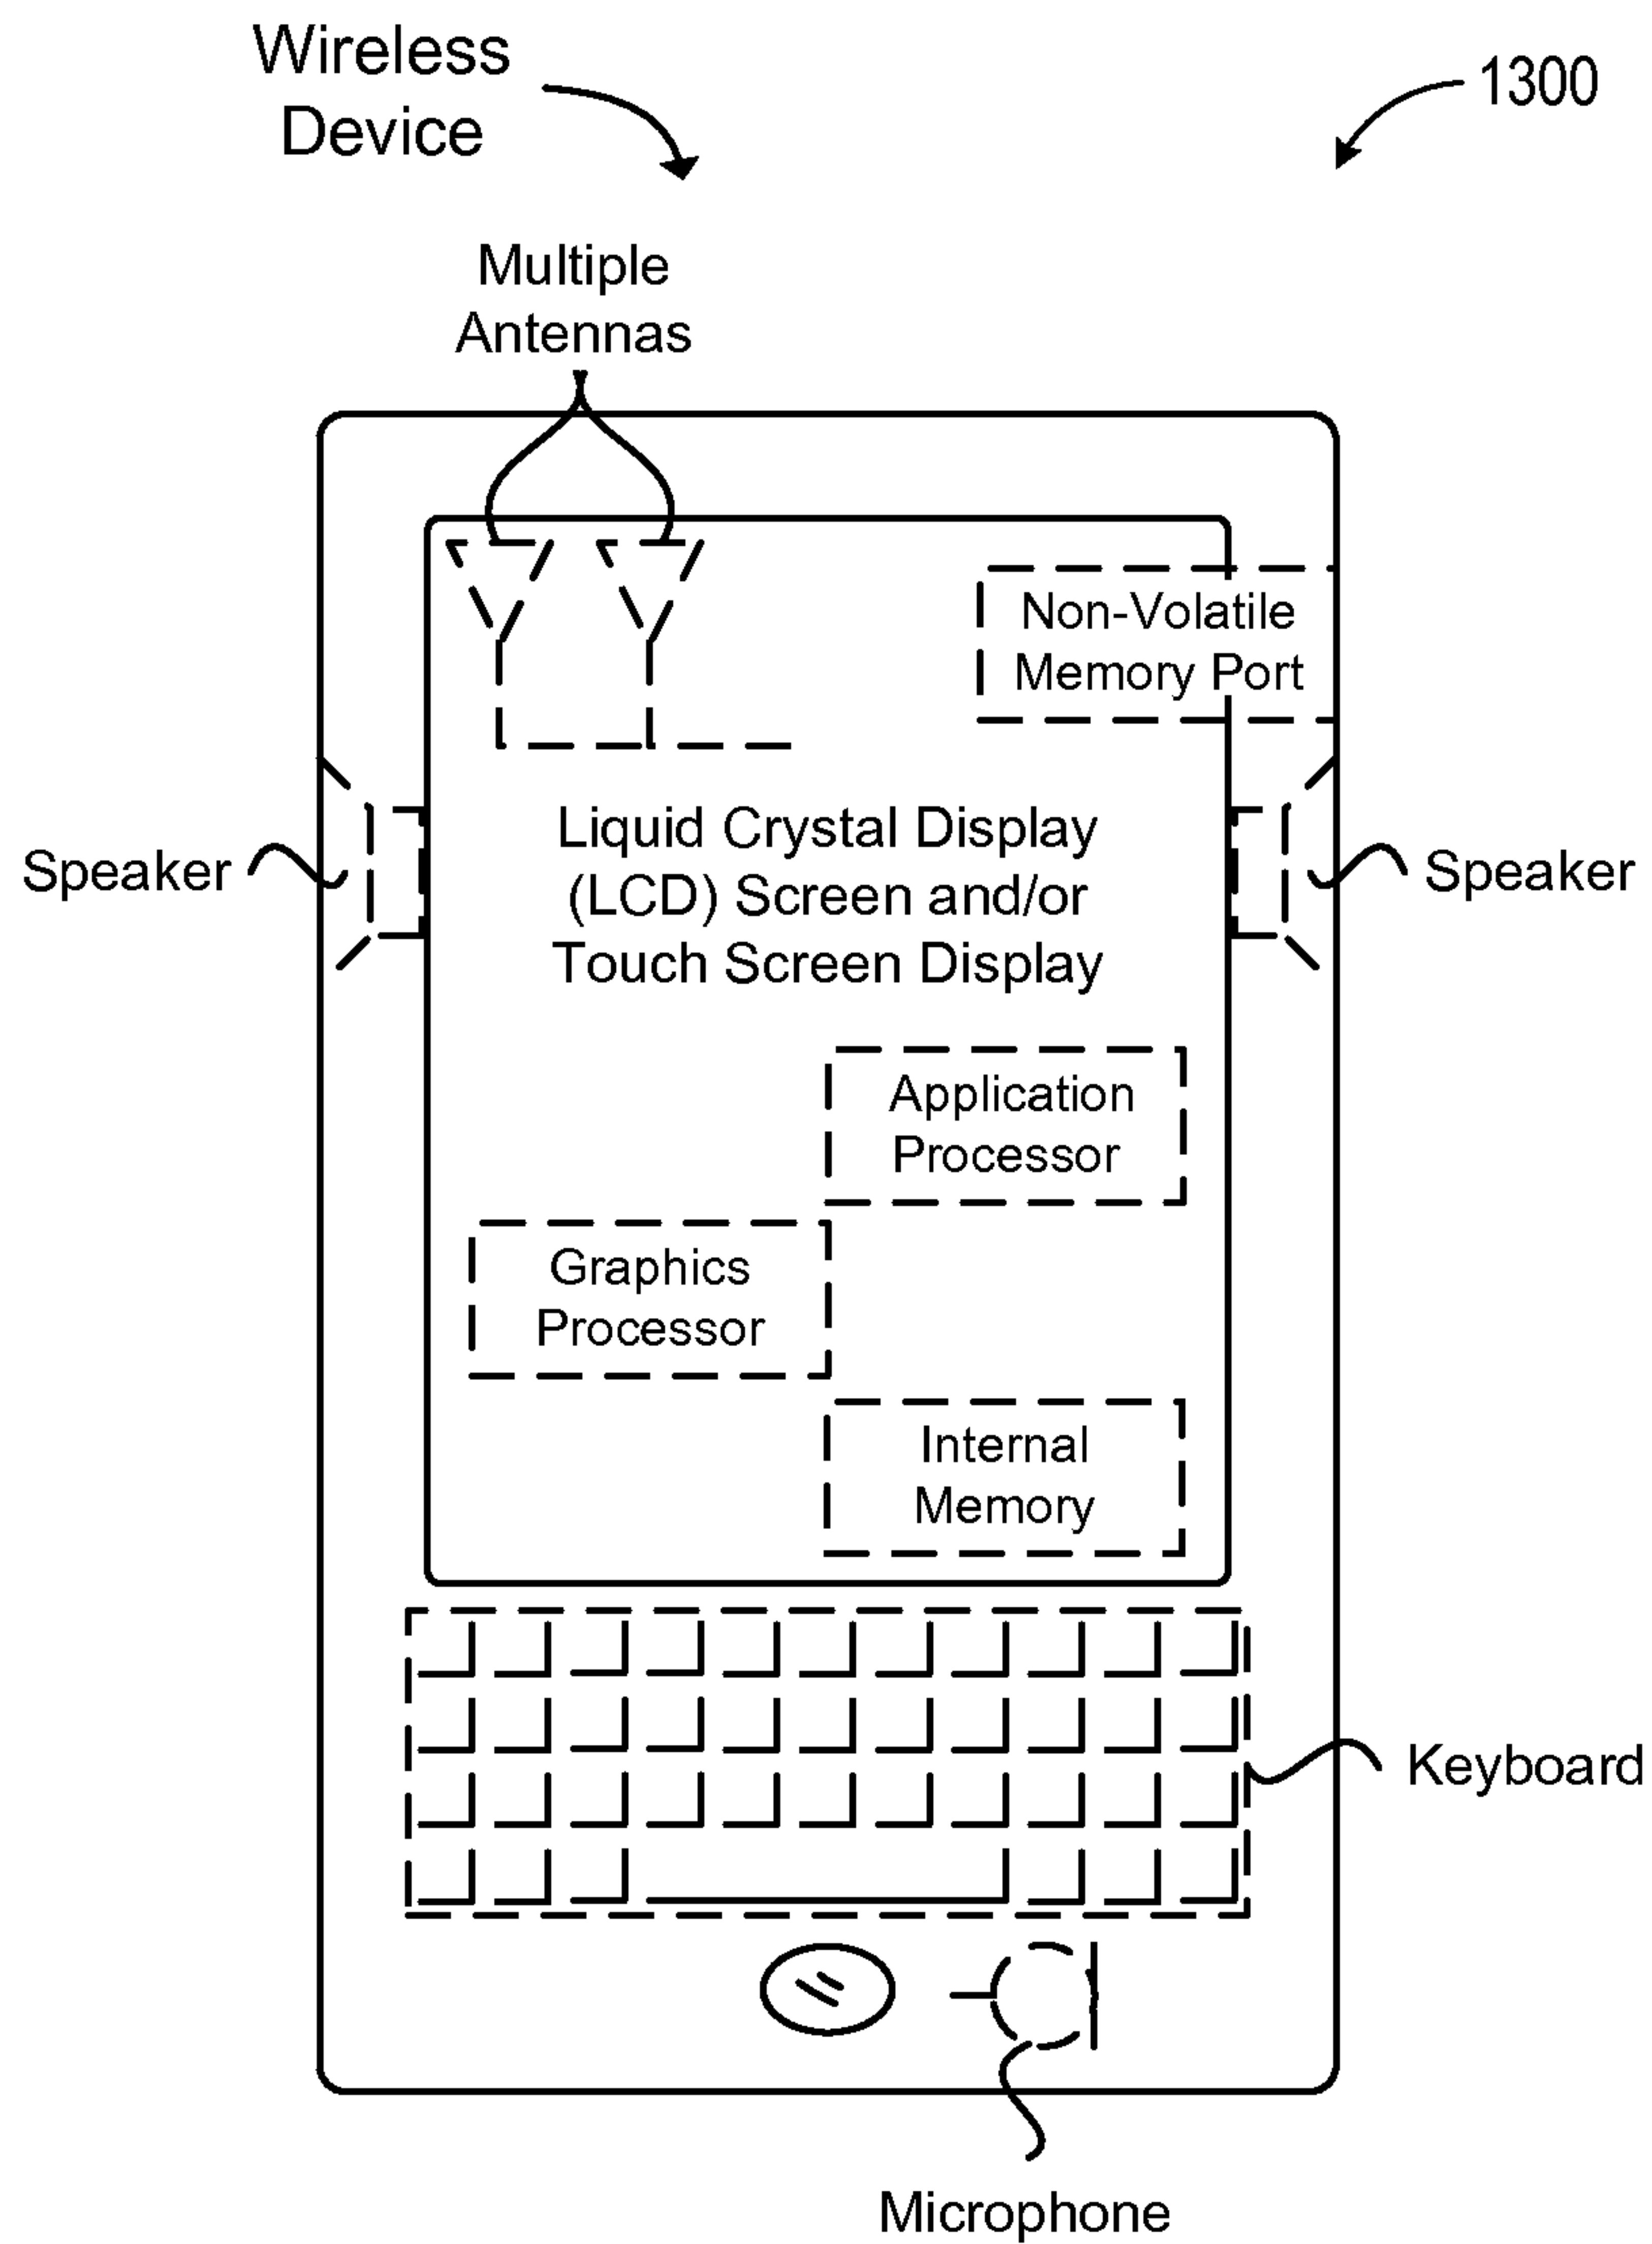 Wireless
Device
1300
Multiple
Antennas
Non-Volatile
Memory Port
Speaker
Liquid Crystal Display
(LCD) Screen and/or
Touch Screen Display
Speaker
Application
Processor
Graphics
Processor
Internal
Memory
Keyboard
Microphone